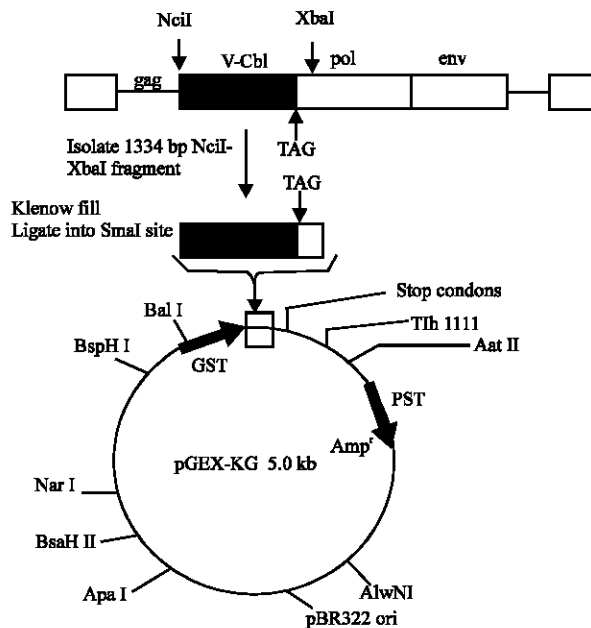 NciI
XbaI
gag
V-Cbl
pol
env
Isolate 1334 bp NciI-
XbaI fragment
TAG
TAG
Klenow fill
Ligate into SmaI site
Stop condons
Bal I
TIh 1111
BspH I
GST
Aat II
PST
Ampr
pGEX-KG 5.0 kb
Nar I
BsaH II
Apa I
AlwNI
pBR322 ori